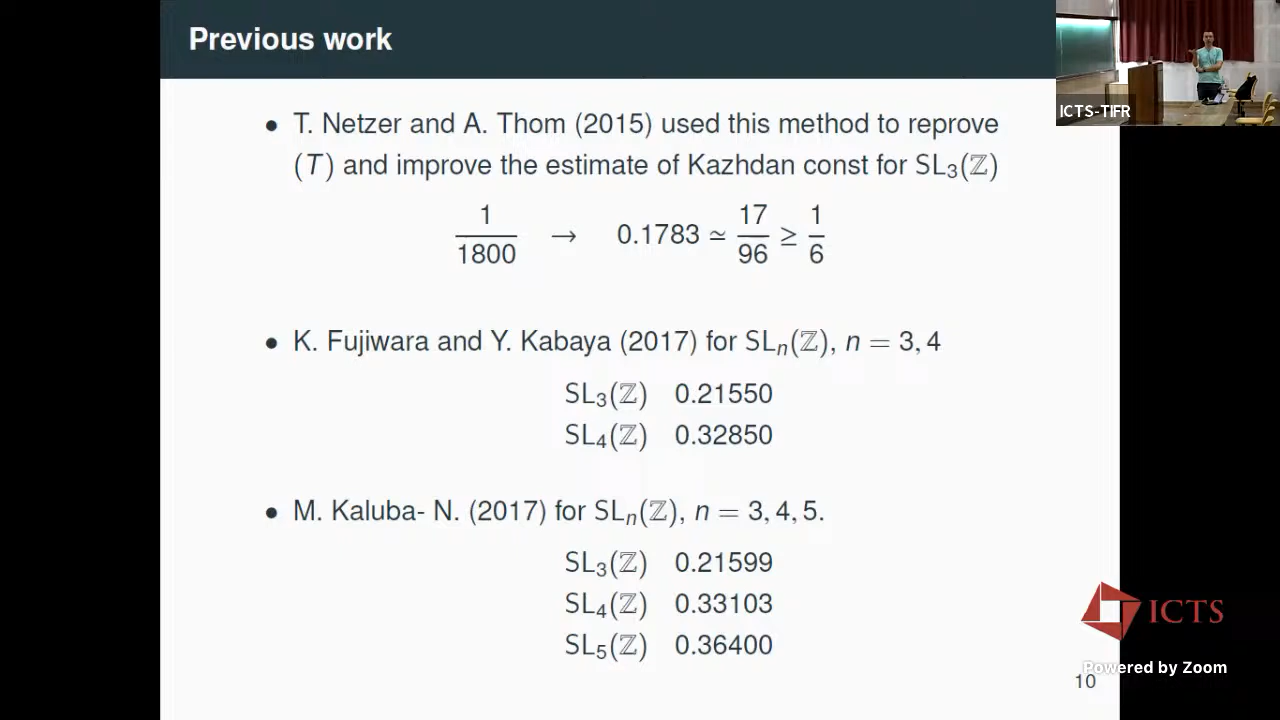 Previous work
ICTS-TIFR
• T. Netzer and A. Thom (2015) used this method to reprove
(T) and improve the estimate of Kazhdan const for SL₃(ℤ)
1/1800 → 0.1783 ≃ 17/96 ≥ 1/6
• K. Fujiwara and Y. Kabaya (2017) for SLₙ(ℤ), n = 3, 4
SL₃(ℤ) 0.21550
SL₄(ℤ) 0.32850
• M. Kaluba- N. (2017) for SLₙ(ℤ), n = 3, 4, 5.
SL₃(ℤ) 0.21599
SL₄(ℤ) 0.33103
SL₅(ℤ) 0.36400
ICTS
Powered by Zoom
10